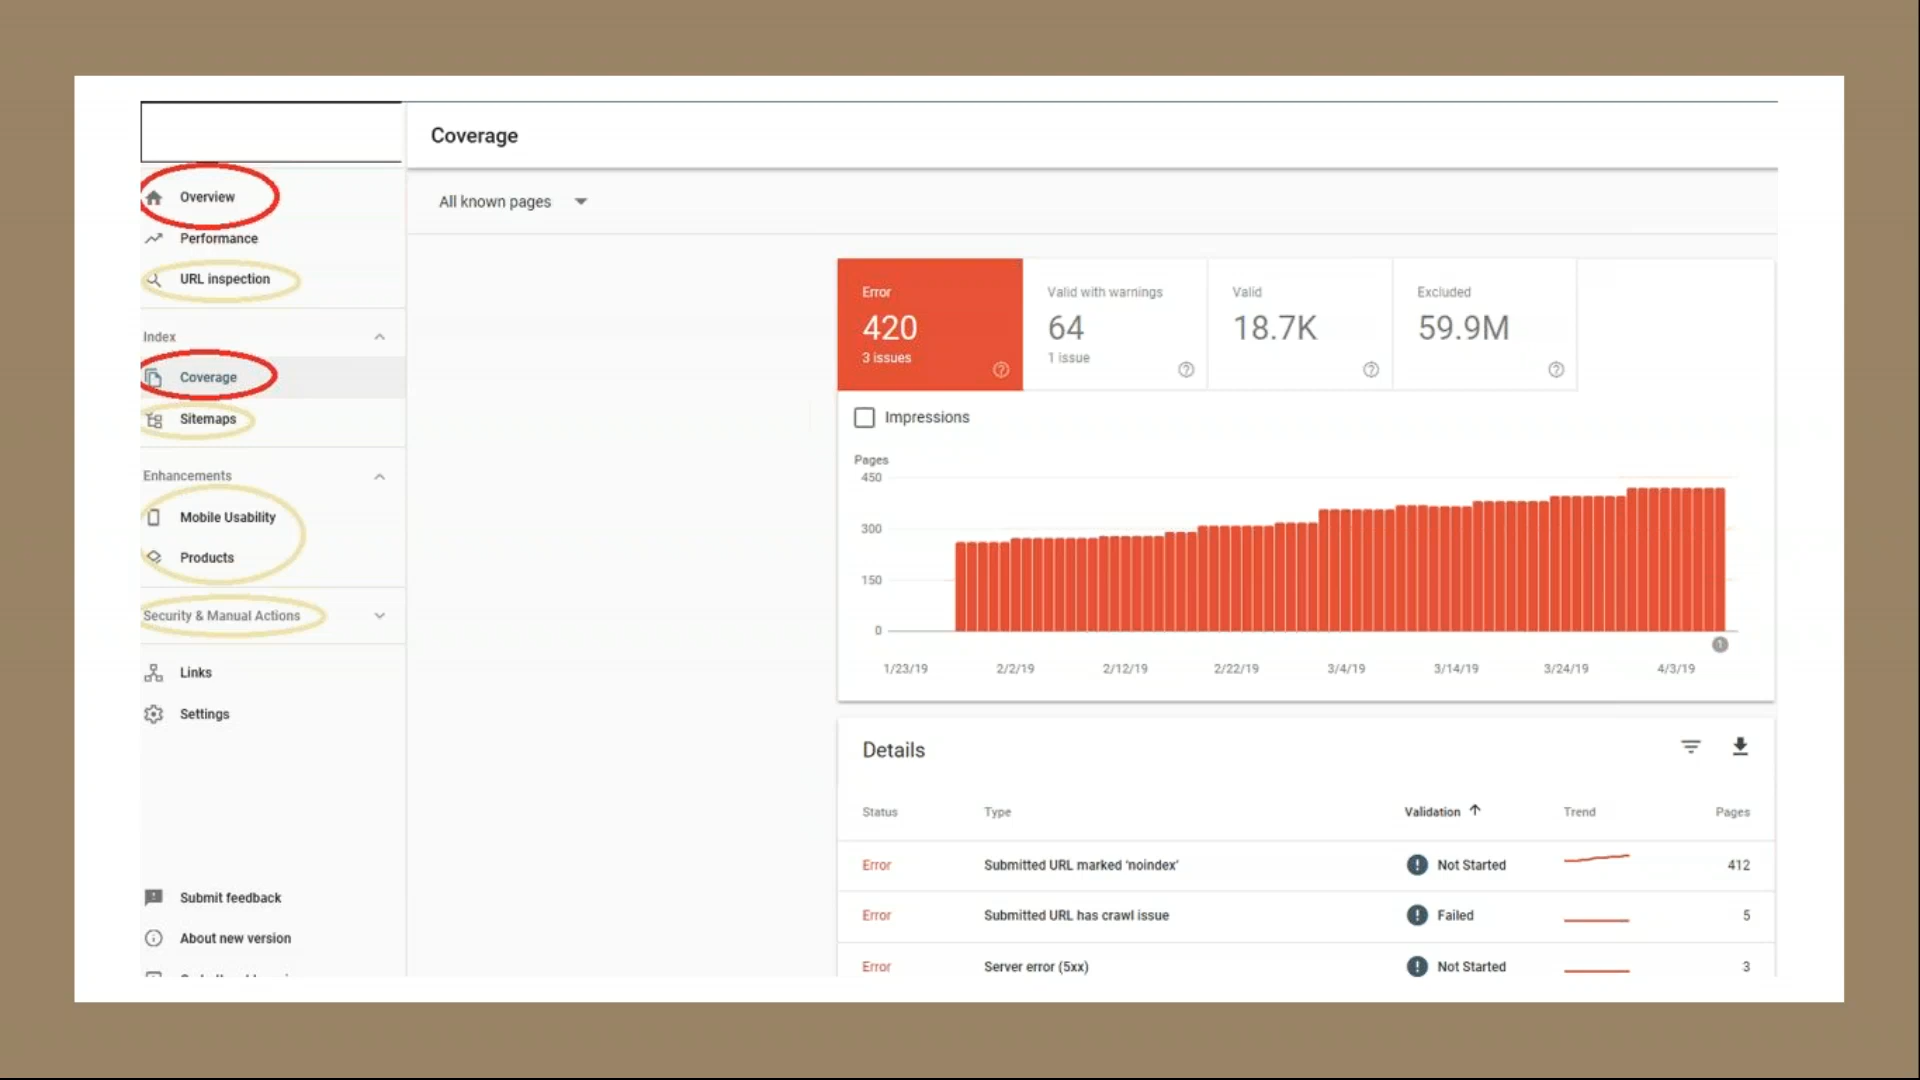 Coverage
Overview
Performance
URL inspection
Index
Coverage
Sitemaps
Enhancements
Mobile Usability
Products
Security & Manual Actions
Links
Settings
Submit feedback
About new version
All known pages
Error
420
3 issues
Valid with warnings
64
1 issue
Valid
18.7K
Excluded
59.9M
Impressions
Pages
450
300
150
0
1
1/23/19 2/2/19 2/12/19 2/22/19 3/4/19 3/14/19 3/24/19 4/3/19
Details
Status Type Validation Trend Pages
Error Submitted URL marked 'noindex' Not Started 412
Error Submitted URL has crawl issue Failed 5
Error Server error (5xx) Not Started 3